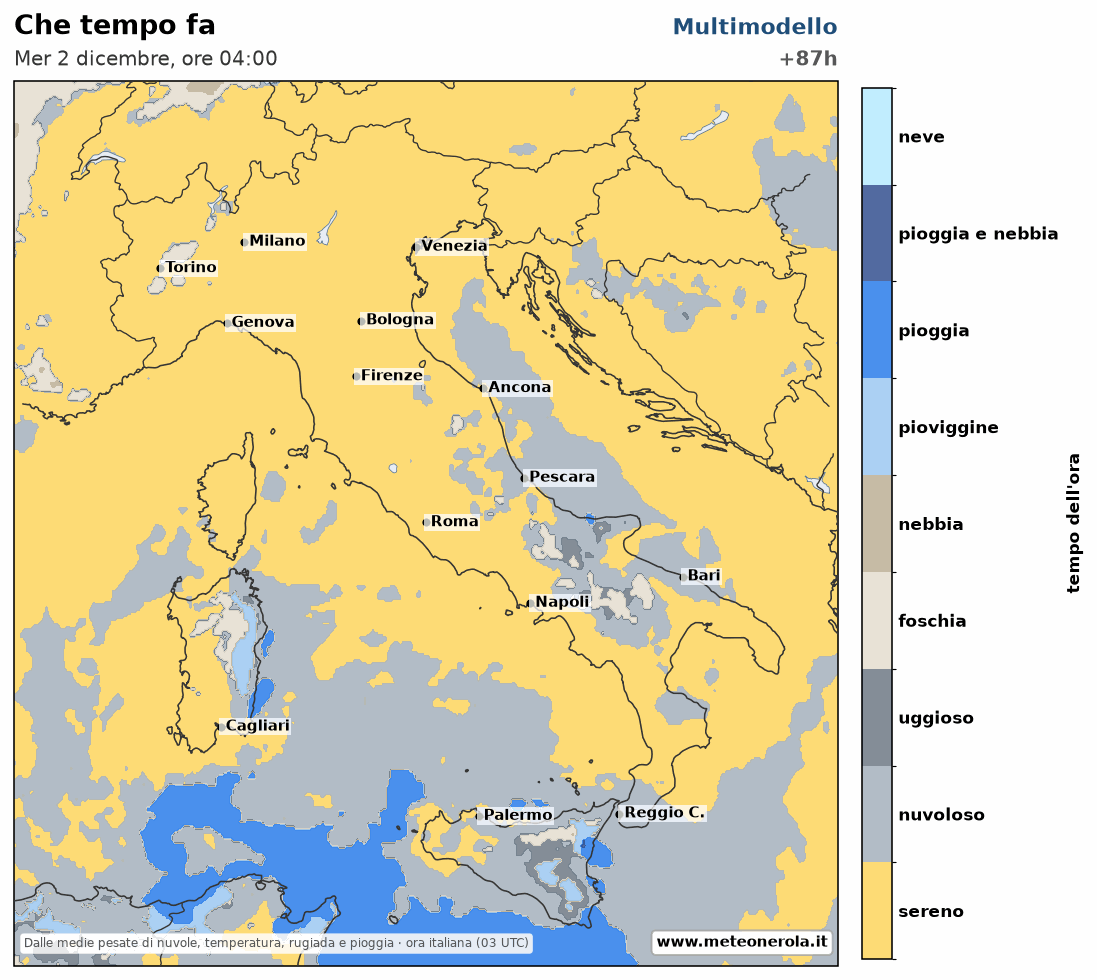 Che tempo fa
Multimodello
Mer 2 dicembre, ore 04:00
+87h
neve
pioggia e nebbia
pioggia
pioviggine
nebbia
foschia
uggioso
nuvoloso
sereno
tempo dell'ora
Milano
Venezia
Torino
Genova
Bologna
Firenze
Ancona
Pescara
Roma
Bari
Napoli
Cagliari
Palermo
Reggio C.
Dalle medie pesate di nuvole, temperatura, rugiada e pioggia · ora italiana (03 UTC)
www.meteonerola.it